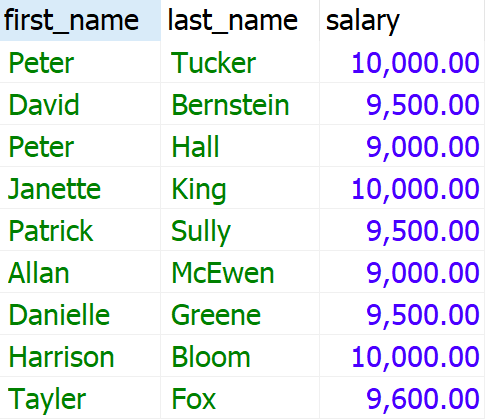 first_name last_name salary
Peter Tucker 10,000.00
David Bernstein 9,500.00
Peter Hall 9,000.00
Janette King 10,000.00
Patrick Sully 9,500.00
Allan McEwen 9,000.00
Danielle Greene 9,500.00
Harrison Bloom 10,000.00
Tayler Fox 9,600.00